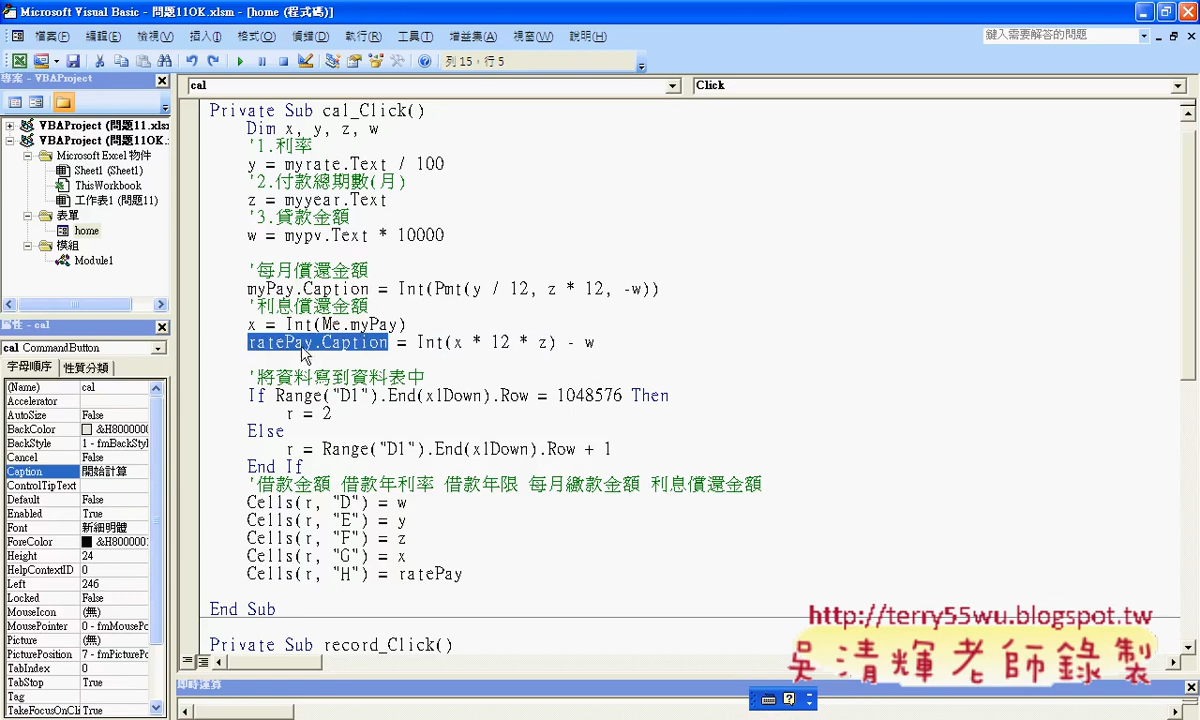 Microsoft Visual Basic - 問題11OK.xlsm - [home (程式碼)]
檔案(F) 編輯(E) 檢視(V) 插入(I) 格式(O) 偵錯(D) 執行(R) 工具(T) 增益集(A) 視窗(W) 說明(H) 鍵入需要解答的問題
列 15，行 5
專案 - VBAProject
cal Click
VBAProject (問題11.xlsm
VBAProject (問題11OK.
Microsoft Excel 物件
Sheet1 (Sheet1)
ThisWorkbook
工作表1 (問題11)
表單
home
模組
Module1
Private Sub cal_Click()
Dim x, y, z, w
'1.利率
y = myrate.Text / 100
'2.付款總期數(月)
z = myyear.Text
'3.貸款金額
w = mypv.Text * 10000
'每月償還金額
myPay.Caption = Int(Pmt(y / 12, z * 12, -w))
'利息償還金額
x = Int(Me.myPay)
ratePay.Caption = Int(x * 12 * z) - w
'將資料寫到資料表中
If Range("D1").End(xlDown).Row = 1048576 Then
r = 2
Else
r = Range("D1").End(xlDown).Row + 1
End If
'借款金額 借款年利率 借款年限 每月繳款金額 利息償還金額
Cells(r, "D") = w
Cells(r, "E") = y
Cells(r, "F") = z
Cells(r, "G") = x
Cells(r, "H") = ratePay
End Sub
Private Sub record_Click()
屬性 - cal
cal CommandButton
字母順序 性質分類
(Name) cal
Accelerator
AutoSize False
BackColor &H8000000
BackStyle 1 - fmBackStyl
Cancel False
Caption 開始計算
ControlTipText
Default False
Enabled True
Font 新細明體
ForeColor &H8000001
Height 24
HelpContextID 0
Left 246
Locked False
MouseIcon (無)
MousePointer 0 - fmMousePo
Picture (無)
PicturePosition 7 - fmPicturePo
TabIndex 0
TabStop True
Tag
TakeFocusOnCli True
即時運算
http://terry55wu.blogspot.tw
吳清輝老師錄製